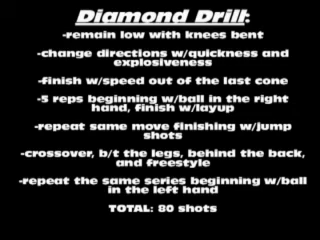 Diamond Drill:
-remain low with knees bent
-change directions w/quickness and
explosiveness
-finish w/speed out of the last cone
-5 reps beginning w/ball in the right
hand, finish w/layup
-repeat same move finishing w/jump
shots
-crossover, b/t the legs, behind the back,
and freestyle
-repeat the same series beginning w/ball
in the left hand
TOTAL: 80 shots